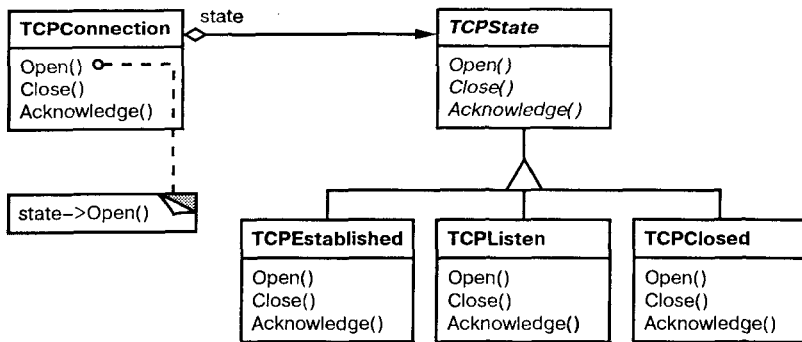 TCPConnection
Open()
Close()
Acknowledge()
state
TCPState
Open()
Close()
Acknowledge()
state->Open()
TCPEstablished
Open()
Close()
Acknowledge()
TCPListen
Open()
Close()
Acknowledge()
TCPClosed
Open()
Close()
Acknowledge()